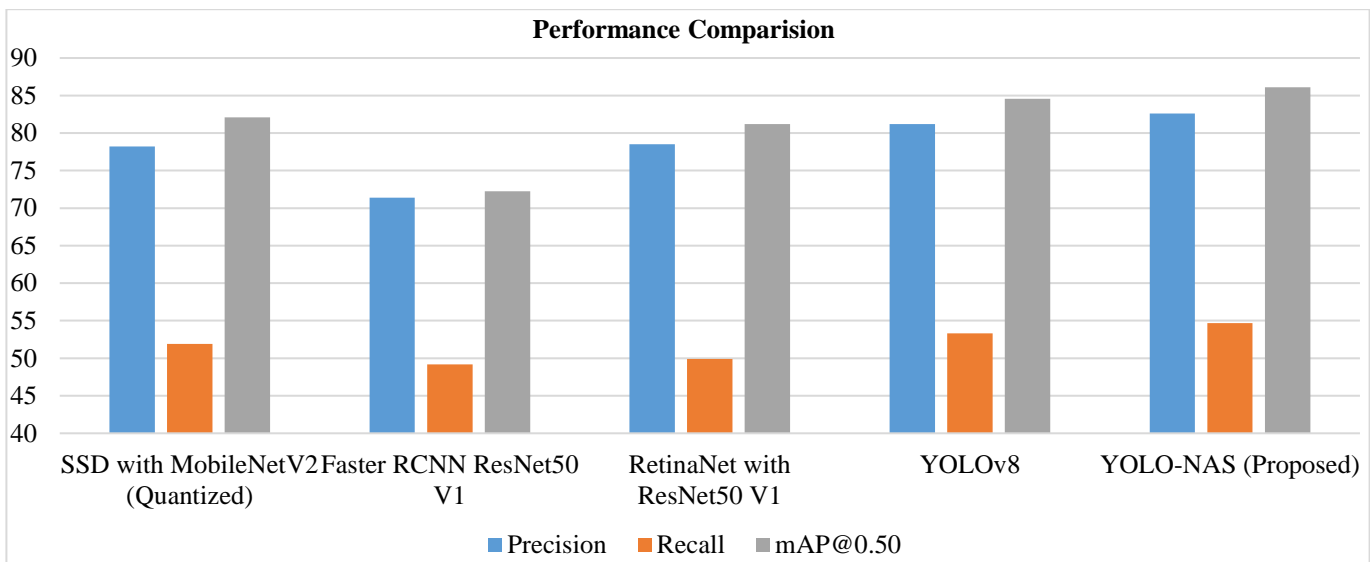 Performance Comparision
90
85
80
75
70
65
60
55
50
45
40
SSD with MobileNetV2
(Quantized)
Faster RCNN ResNet50
V1
RetinaNet with
ResNet50 V1
YOLOv8
YOLO-NAS (Proposed)
Precision
Recall
mAP@0.50